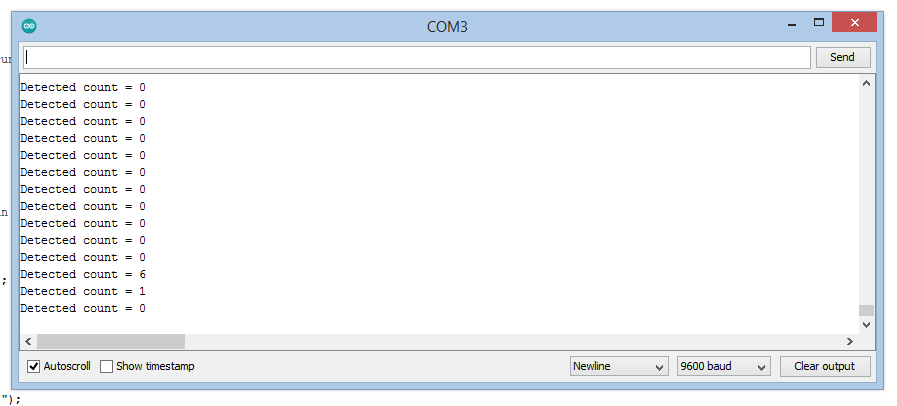 COM3
ur
Send
Detected count = 0
Detected count = 0
Detected count = 0
Detected count = 0
Detected count = 0
Detected count = 0
Detected count = 0
Detected count = 0
Detected count = 0
Detected count = 0
Detected count = 0
Detected count = 6
Detected count = 1
Detected count = 0
in
;
Autoscroll Show timestamp Newline 9600 baud Clear output
");